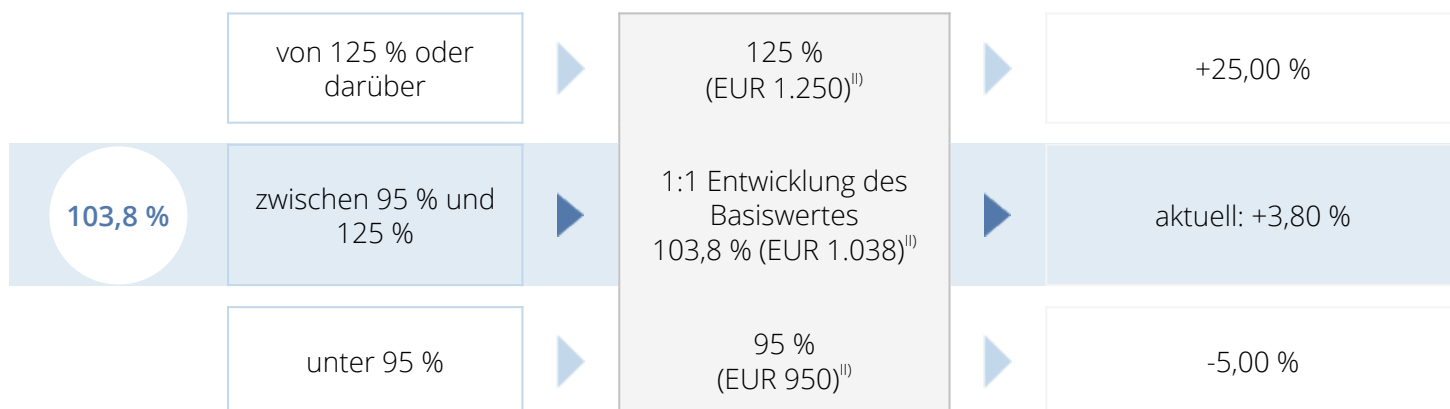 von 125 % oder
darüber
125 %
(EUR 1.250)II)
+25,00 %
103,8 %
zwischen 95 % und
125 %
1:1 Entwicklung des
Basiswertes
103,8 % (EUR 1.038)II)
aktuell: +3,80 %
unter 95 %
95 %
(EUR 950)II)
-5,00 %